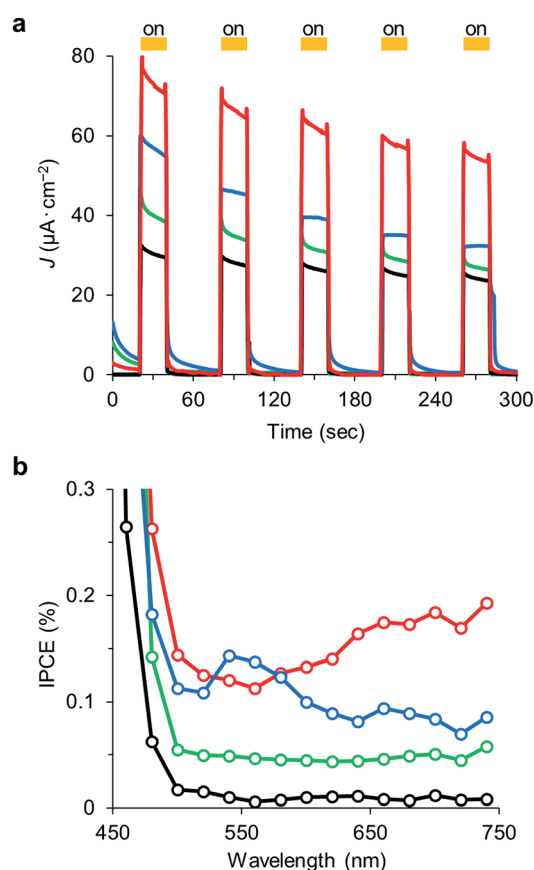 a
on on on on on
80
60
40
20
0
J (µA·cm⁻²)
0 60 120 180 240 300
Time (sec)
b
0.3
0.2
0.1
0
IPCE (%)
450 550 650 750
Wavelength (nm)